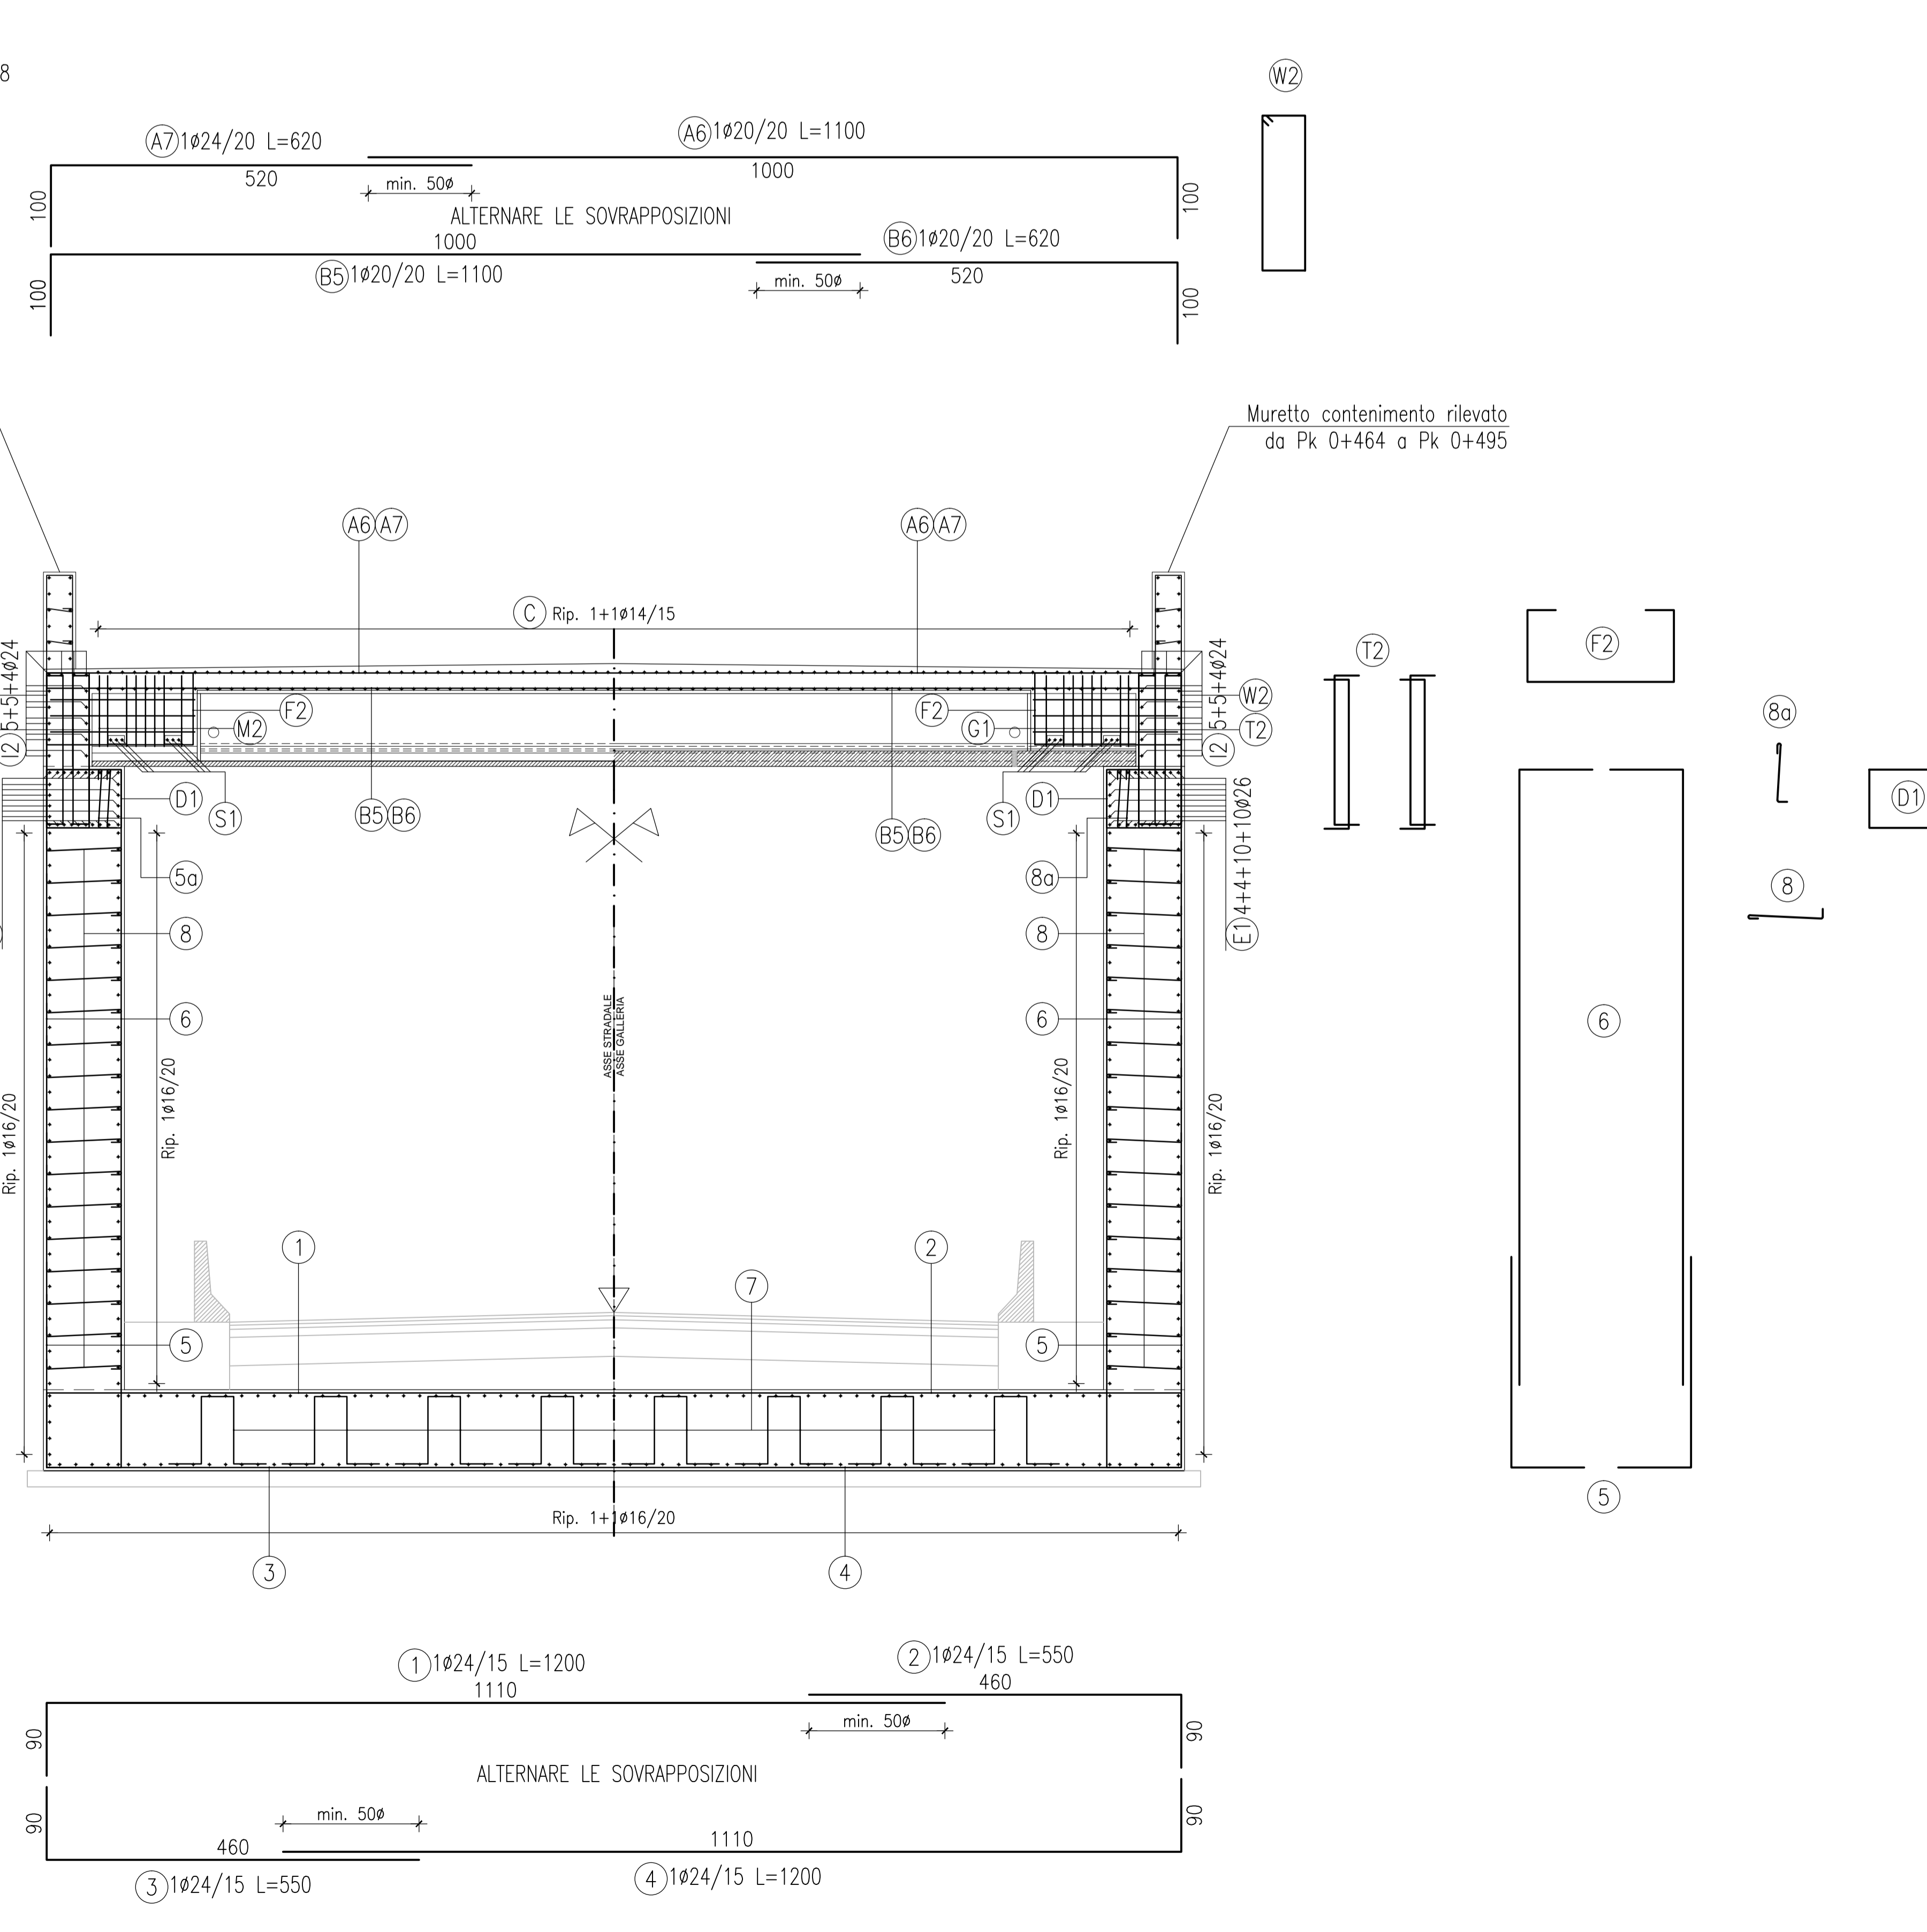 8
W2
A7 1ø24/20 L=620
A6 1ø20/20 L=1100
520
min. 50ø
1000
100
100
ALTERNARE LE SOVRAPPOSIZIONI
1000
B6 1ø20/20 L=620
B5 1ø20/20 L=1100
min. 50ø
520
100
100
Muretto contenimento rilevato
da Pk 0+464 a Pk 0+495
A6 A7
A6 A7
C Rip. 1+1ø14/15
I2 5+5+4ø24
I2 5+5+4ø24
F2
F2
W2
M2
G1
T2
T2
F2
8a
D1
S1
B5 B6
B5 B6
S1
D1
D1
E1 4+4+10+10ø26
5a
8a
8
8
8
6
6
6
ASSE STRADALE
ASSE GALLERIA
Rip. 1ø16/20
Rip. 1ø16/20
Rip. 1ø16/20
Rip. 1ø16/20
1
2
7
5
5
5
Rip. 1+1ø16/20
3
4
1 1ø24/15 L=1200
1110
2 1ø24/15 L=550
460
min. 50ø
90
90
ALTERNARE LE SOVRAPPOSIZIONI
min. 50ø
90
90
460
1110
3 1ø24/15 L=550
4 1ø24/15 L=1200